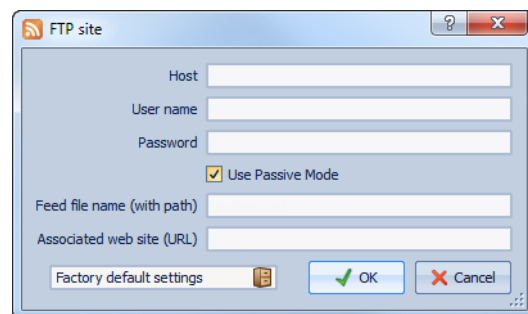 FTP site
Host
User name
Password
Use Passive Mode
Feed file name (with path)
Associated web site (URL)
Factory default settings
OK
Cancel